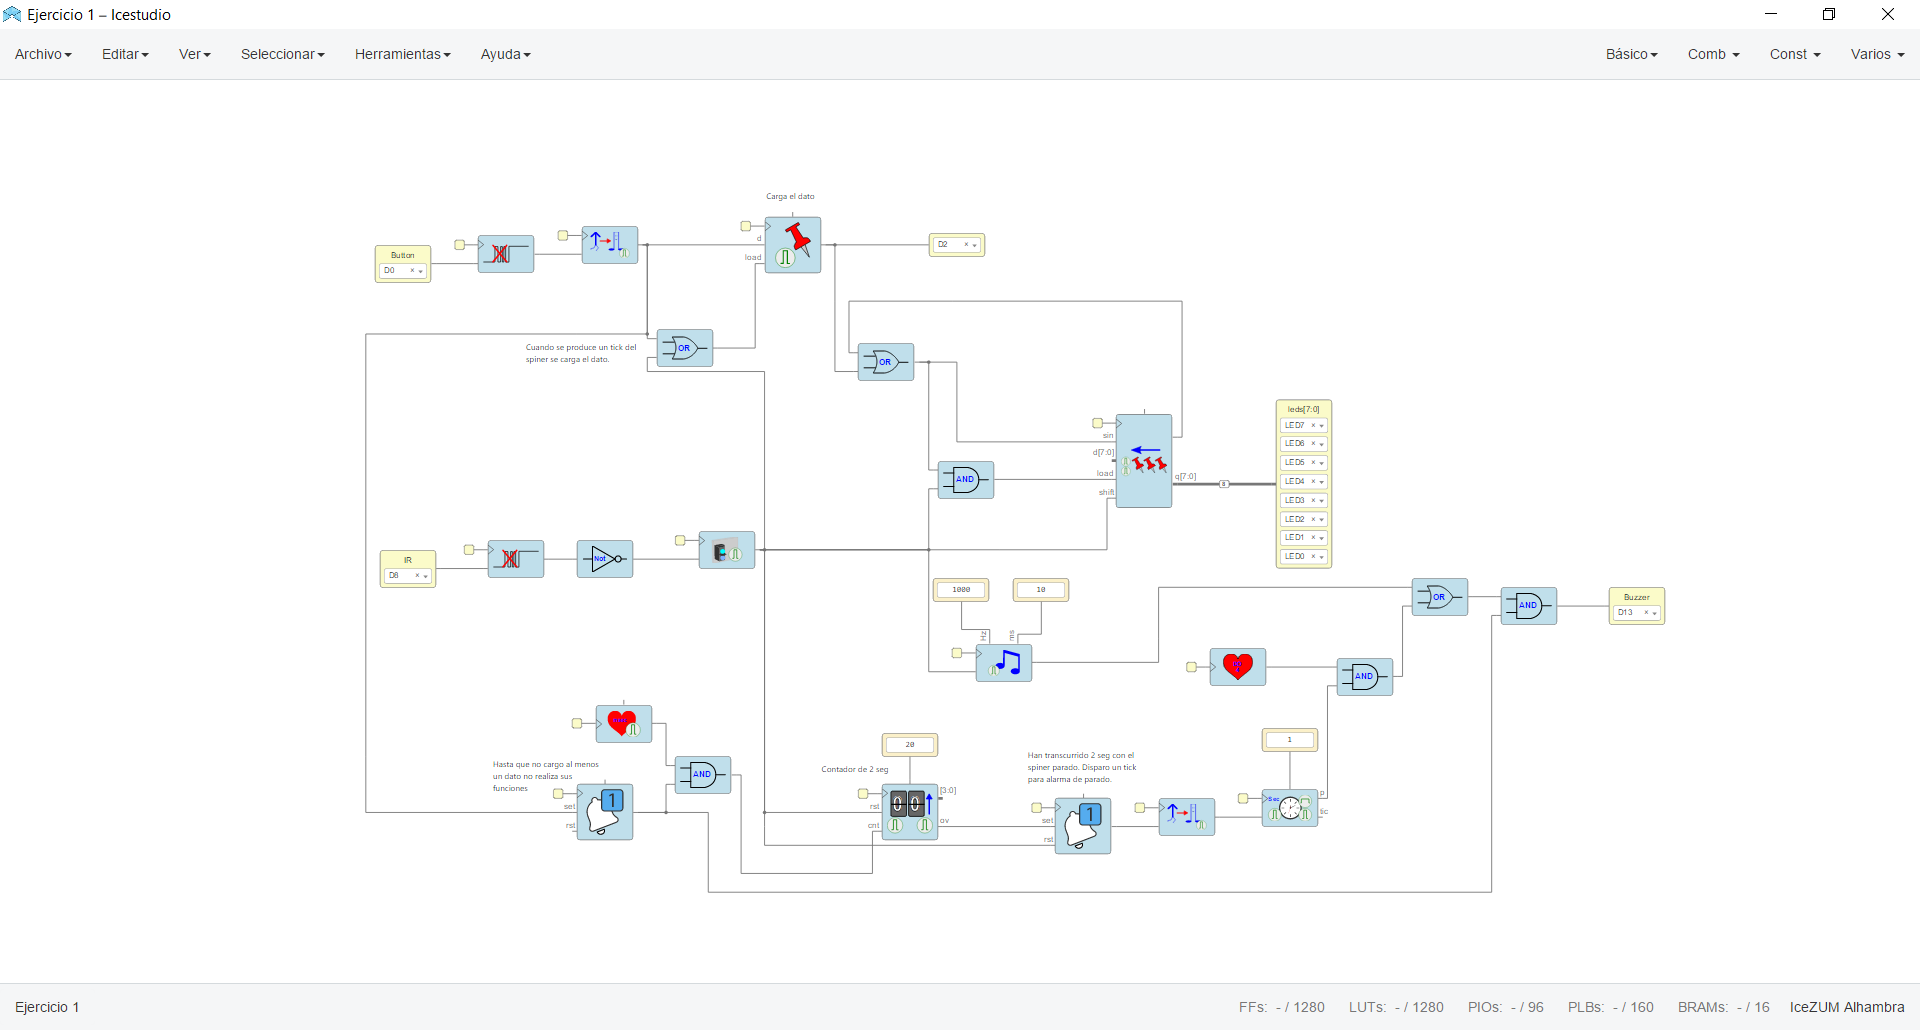 Ejercicio 1 – Icestudio
Archivo Editar Ver Seleccionar Herramientas Ayuda Básico Comb Const Varios
Carga el dato
Button
D0
d
load
D2
OR
Cuando se produce un tick del
spiner se carga el dato.
OR
sin
d[7:0]
load
shift
q[7:0]
8
AND
leds[7:0]
LED7
LED6
LED5
LED4
LED3
LED2
LED1
LED0
IR
D8
Not
1000
10
Hz
ms
OR
AND
Buzzer
D13
AND
Hasta que no cargo al menos
un dato no realiza sus
funciones
set
rst
1
AND
Contador de 2 seg
20
rst
cnt
00
[3:0]
ov
Han transcurrido 2 seg con el
spiner parado. Disparo un tick
para alarma de parado.
set
rst
1
1
Sec
p
tic
Ejercicio 1
FFs: - / 1280 LUTs: - / 1280 PIOs: - / 96 PLBs: - / 160 BRAMs: - / 16 IceZUM Alhambra